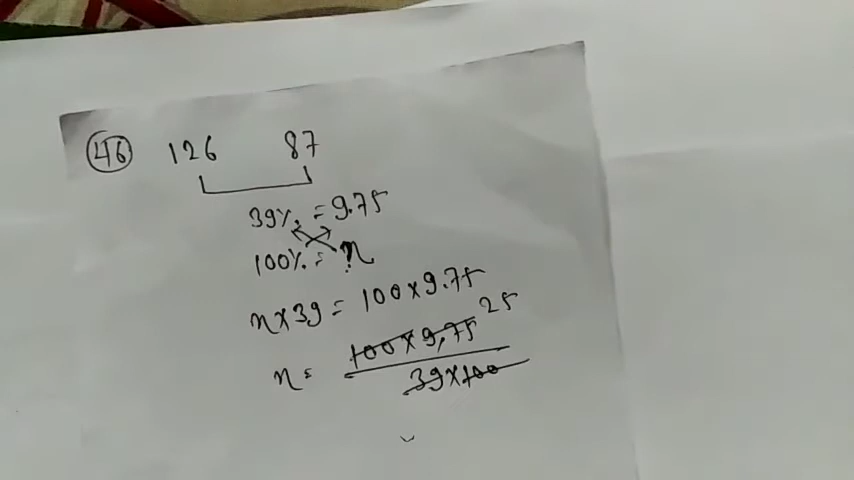 46 126 87
39% = 9.75
100% = n
n×39 = 100×9.75
n = 100×9,75 25
39×100